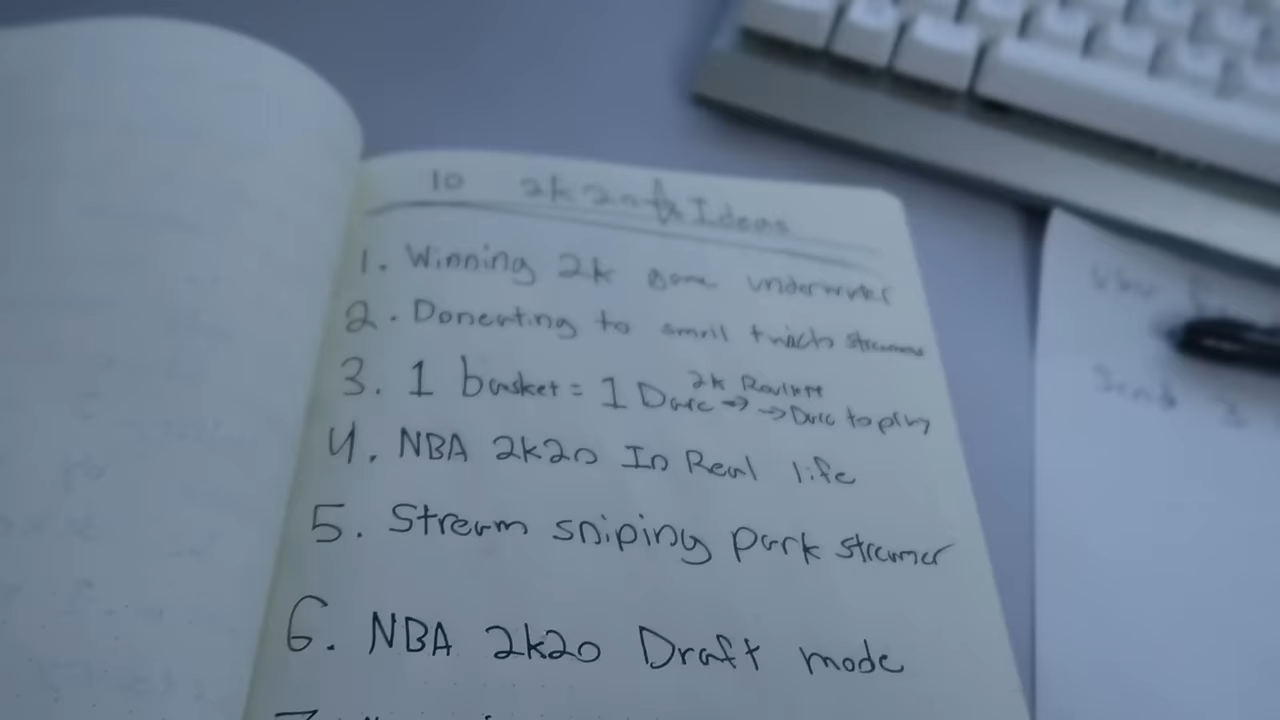 10 2k20 Ideas
1. Winning 2k game underwater
2. Donating to small twitch streamers
3. 1 basket = 1 Dare → 2k Roulette → Dare to play
4. NBA 2k20 In Real life
5. Stream sniping park streamer
6. NBA 2k20 Draft mode
7.
Send